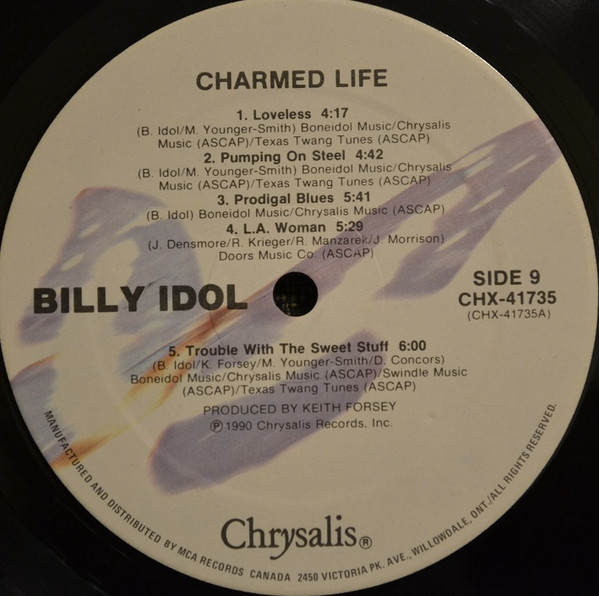 CHARMED LIFE
1. Loveless 4:17
(B. Idol/M. Younger-Smith) Boneidol Music/Chrysalis
Music (ASCAP)/Texas Twang Tunes (ASCAP)
2. Pumping On Steel 4:42
(B. Idol/M. Younger-Smith) Boneidol Music/Chrysalis
Music (ASCAP)/Texas Twang Tunes (ASCAP)
3. Prodigal Blues 5:41
(B. Idol) Boneidol Music/Chrysalis Music (ASCAP)
4. L.A. Woman 5:29
(J. Densmore/R. Krieger/R. Manzarek/J. Morrison)
Doors Music Co. (ASCAP)
BILLY IDOL
SIDE 9
CHX-41735
(CHX-41735A)
5. Trouble With The Sweet Stuff 6:00
(B. Idol/K. Forsey/M. Younger-Smith/D. Concors)
Boneidol Music/Chrysalis Music (ASCAP)/Swindle Music
(ASCAP)/Texas Twang Tunes (ASCAP)
PRODUCED BY KEITH FORSEY
℗ 1990 Chrysalis Records, Inc.
Chrysalis®
MANUFACTURED AND DISTRIBUTED BY MCA RECORDS CANADA 2450 VICTORIA PK. AVE., WILLOWDALE, ONT./ALL RIGHTS RESERVED.